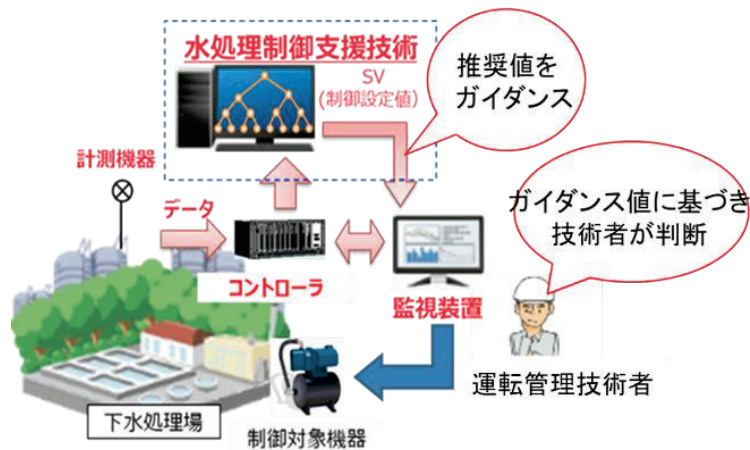 水処理制御支援技術
SV
(制御設定値)
推奨値を
ガイダンス
計測機器
データ
ガイダンス値に基づき
技術者が判断
コントローラ
監視装置
運転管理技術者
下水処理場
制御対象機器